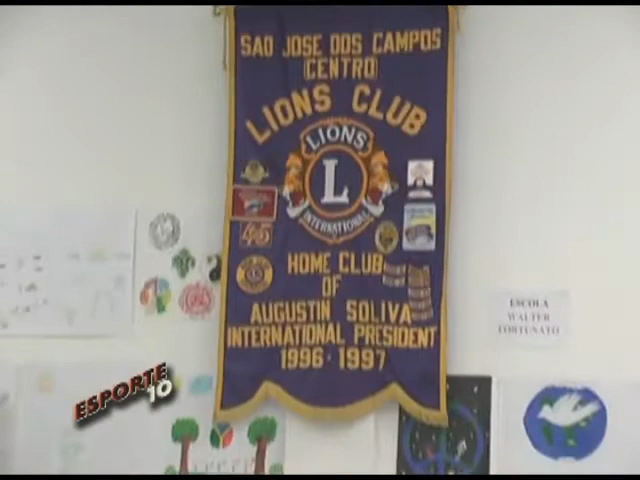 SAO JOSE DOS CAMPOS
(CENTRO)
LIONS CLUB
LIONS
L
INTERNATIONAL
45
HOME CLUB
OF
AUGUSTIN SOLIVA
INTERNATIONAL PRESIDENT
1996 - 1997
ESCOLA
WALTER
FORTUNATO
ESPORTE
10